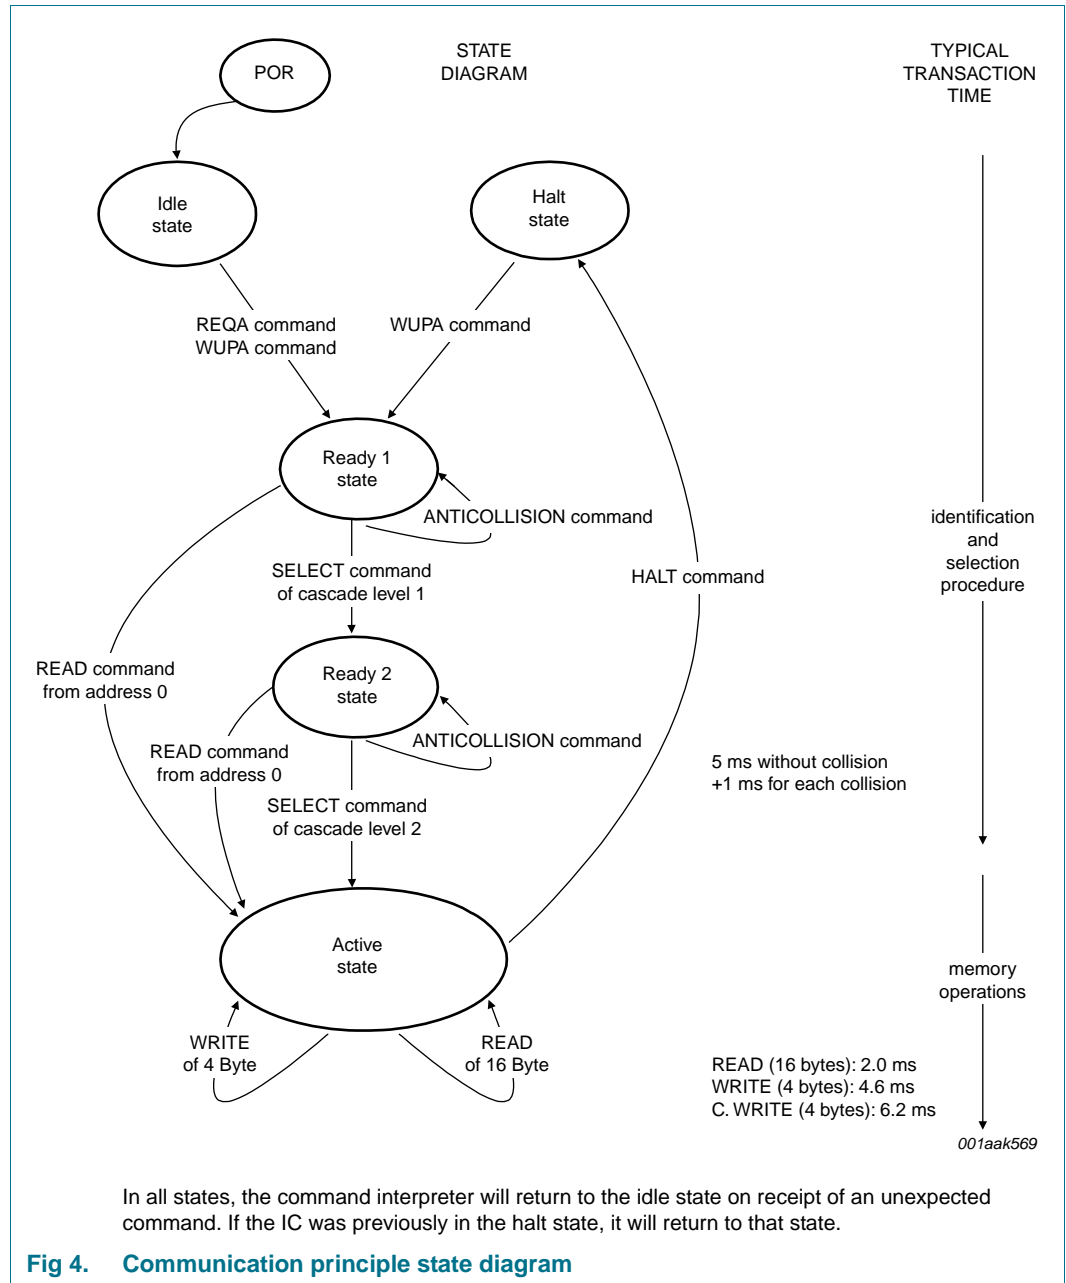 POR
STATE
DIAGRAM
TYPICAL
TRANSACTION
TIME
Idle
state
Halt
state
REQA command
WUPA command
WUPA command
Ready 1
state
ANTICOLLISION command
identification
and
selection
procedure
SELECT command
of cascade level 1
HALT command
READ command
from address 0
Ready 2
state
ANTICOLLISION command
READ command
from address 0
5 ms without collision
+1 ms for each collision
SELECT command
of cascade level 2
Active
state
memory
operations
WRITE
of 4 Byte
READ
of 16 Byte
READ (16 bytes): 2.0 ms
WRITE (4 bytes): 4.6 ms
C. WRITE (4 bytes): 6.2 ms
001aak569
In all states, the command interpreter will return to the idle state on receipt of an unexpected
command. If the IC was previously in the halt state, it will return to that state.
Fig 4. Communication principle state diagram